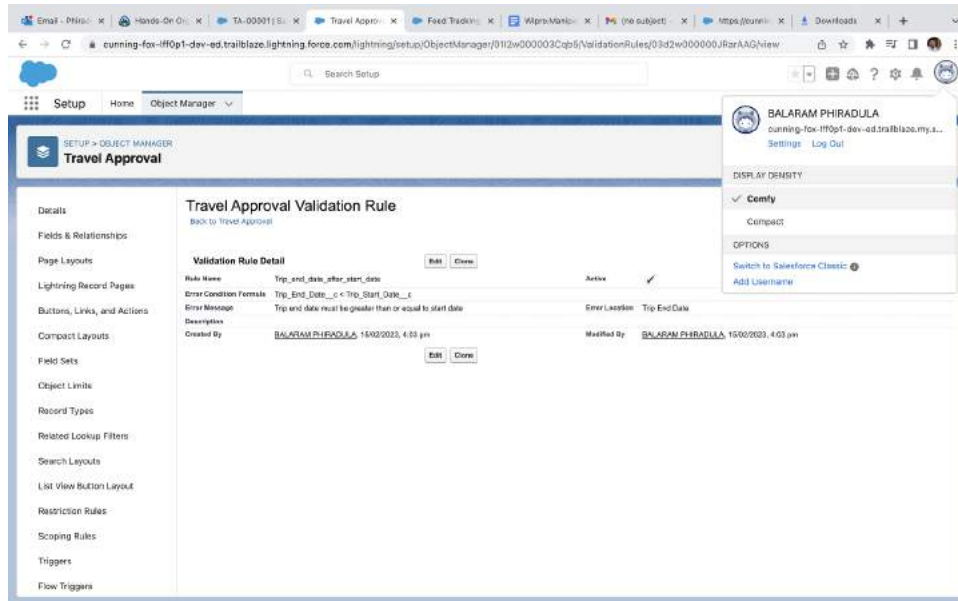 Email - Phirad
Hands-On Or
TA-00001 | Sa
Travel Approv
Feed Tracking
Wipro Manip
(no subject) -
https://cunnin
Downloads
cunning-fox-lff0p1-dev-ed.trailblaze.lightning.force.com/lightning/setup/ObjectManager/
/ValidationRules/
/view
Search Setup
Setup Home Object Manager
BALARAM PHIRADULA
cunning-fox-lff0p1-dev-ed.trailblaze.my.s...
Settings Log Out
SETUP > OBJECT MANAGER
Travel Approval
DISPLAY DENSITY
Comfy
Compact
OPTIONS
Switch to Salesforce Classic
Add Username
Details
Fields & Relationships
Page Layouts
Lightning Record Pages
Buttons, Links, and Actions
Compact Layouts
Field Sets
Object Limits
Record Types
Related Lookup Filters
Search Layouts
List View Button Layout
Restriction Rules
Scoping Rules
Triggers
Flow Triggers
Travel Approval Validation Rule
Back to Travel Approval
Validation Rule Detail Edit Clone
Rule Name Trip_end_date_after_start_date Active
Error Condition Formula Trip_End_Date__c < Trip_Start_Date__c
Error Message Trip end date must be greater than or equal to start date Error Location Trip End Date
Description
Created By BALARAM PHIRADULA, 15/02/2023, 4:03 pm Modified By BALARAM PHIRADULA, 15/02/2023, 4:03 pm
Edit Clone